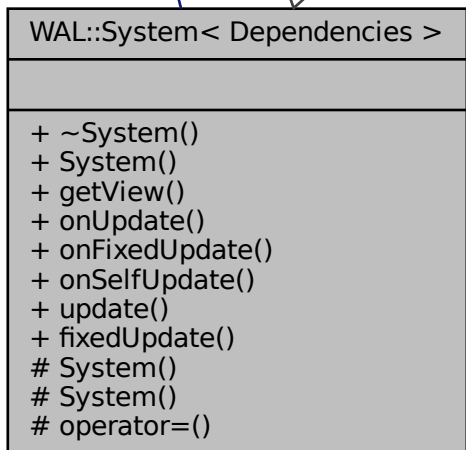 WAL::System< Dependencies >
+ ~System()
+ System()
+ getView()
+ onUpdate()
+ onFixedUpdate()
+ onSelfUpdate()
+ update()
+ fixedUpdate()
# System()
# System()
# operator=()